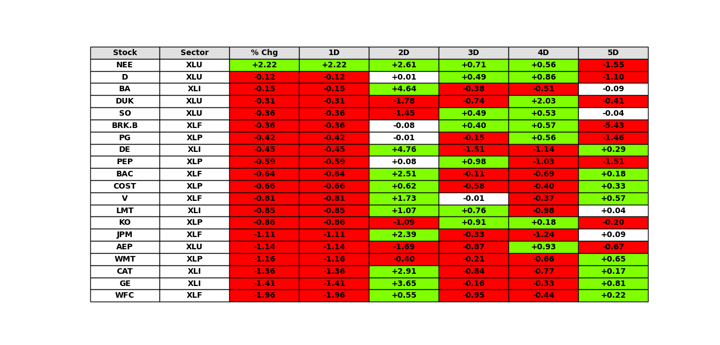 Stock Sector % Chg 1D 2D 3D 4D 5D
NEE XLU +2.22 +2.22 +2.61 +0.71 +0.56 -1.55
D XLU -0.12 -0.12 +0.01 +0.49 +0.86 -1.10
BA XLI -0.15 -0.15 +4.64 -0.38 -0.51 -0.09
DUK XLU -0.31 -0.31 -1.78 -0.74 +2.03 -0.41
SO XLU -0.36 -0.36 -1.45 +0.49 +0.53 -0.04
BRK.B XLF -0.36 -0.36 -0.08 +0.40 +0.57 -5.43
PG XLP -0.42 -0.42 -0.01 -0.15 +0.56 -1.46
DE XLI -0.45 -0.45 +4.76 -1.51 -1.14 +0.29
PEP XLP -0.59 -0.59 +0.08 +0.98 -1.03 -1.51
BAC XLF -0.64 -0.64 +2.51 -0.11 -0.69 +0.18
COST XLP -0.66 -0.66 +0.62 -0.58 -0.40 +0.33
V XLF -0.81 -0.81 +1.73 -0.01 -0.37 +0.57
LMT XLI -0.85 -0.85 +1.07 +0.76 -0.98 +0.04
KO XLP -0.86 -0.86 -1.09 +0.91 +0.18 -0.20
JPM XLF -1.11 -1.11 +2.39 -0.33 -1.24 +0.09
AEP XLU -1.14 -1.14 -1.69 -0.87 +0.93 -0.67
WMT XLP -1.16 -1.16 -0.40 -0.21 -0.66 +0.65
CAT XLI -1.36 -1.36 +2.91 -0.84 -0.77 +0.17
GE XLI -1.41 -1.41 +3.65 -0.16 -0.33 +0.81
WFC XLF -1.96 -1.96 +0.55 -0.95 -0.44 +0.22